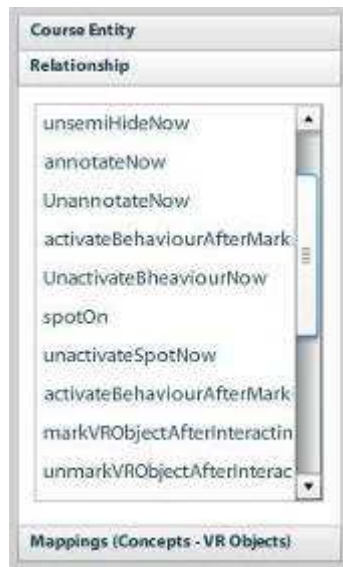 Course Entity
Relationship
unsemiHideNow
annotateNow
UnannotateNow
activateBehaviourAfterMark
UnactivateBheaviourNow
spotOn
unactivateSpotNow
activateBehaviourAfterMark
markVRObjectAfterInteractin
unmarkVRObjectAfterInterac
Mappings (Concepts - VR Objects)